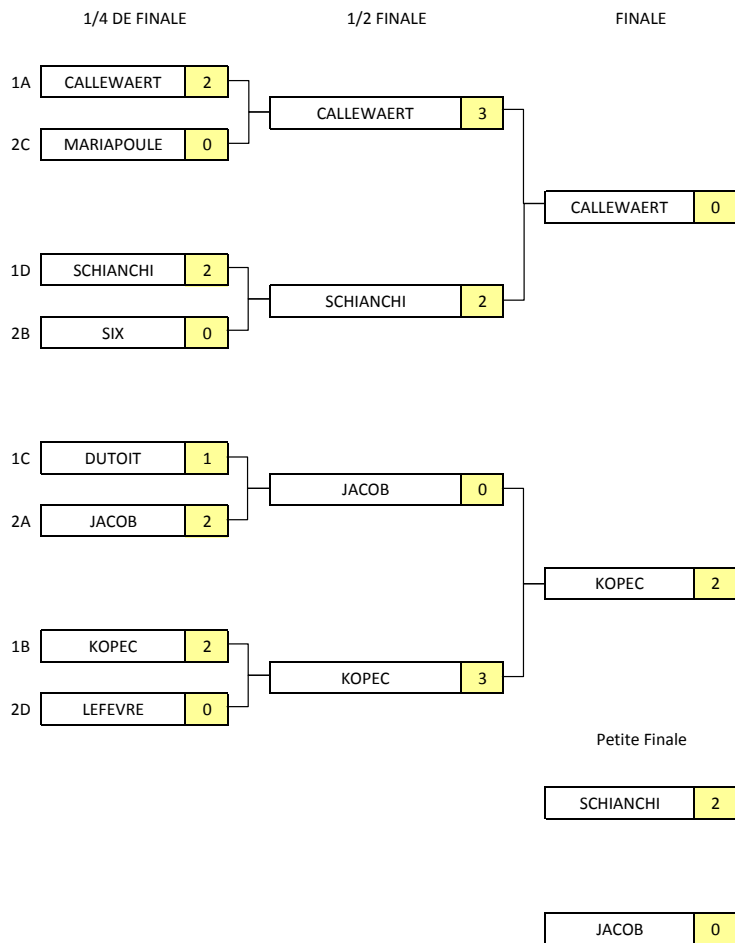 1/4 DE FINALE 1/2 FINALE FINALE
1A CALLEWAERT 2
CALLEWAERT 3
2C MARIAPOULE 0
CALLEWAERT 0
1D SCHIANCHI 2
SCHIANCHI 2
2B SIX 0
1C DUTOIT 1
JACOB 0
2A JACOB 2
KOPEC 2
1B KOPEC 2
KOPEC 3
2D LEFEVRE 0
Petite Finale
SCHIANCHI 2
JACOB 0